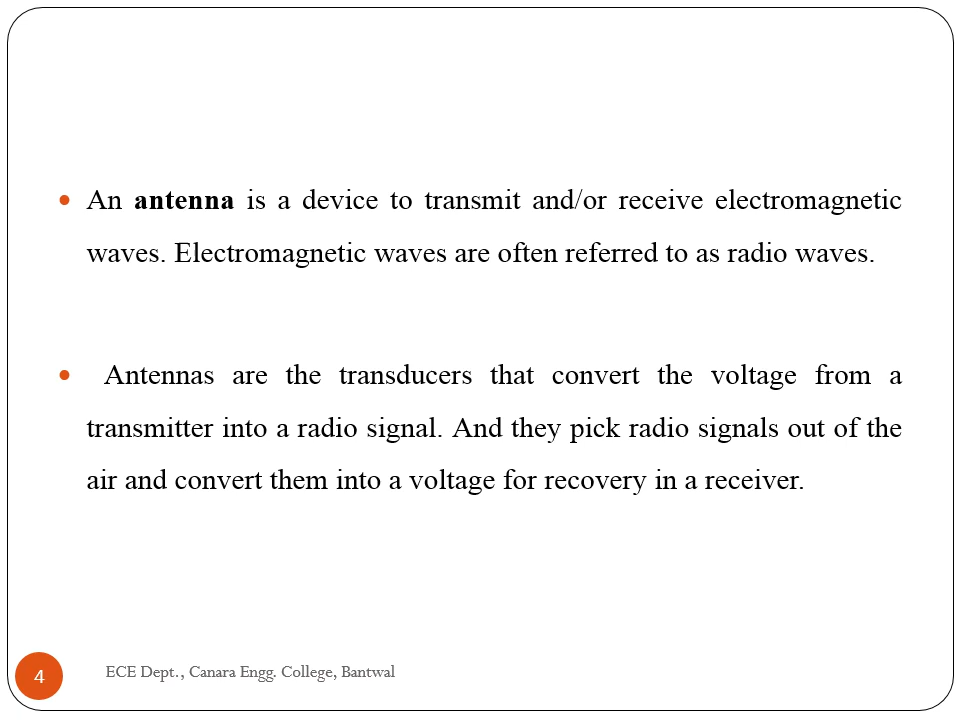 • An antenna is a device to transmit and/or receive electromagnetic
waves. Electromagnetic waves are often referred to as radio waves.
• Antennas are the transducers that convert the voltage from a
transmitter into a radio signal. And they pick radio signals out of the
air and convert them into a voltage for recovery in a receiver.
4 ECE Dept., Canara Engg. College, Bantwal